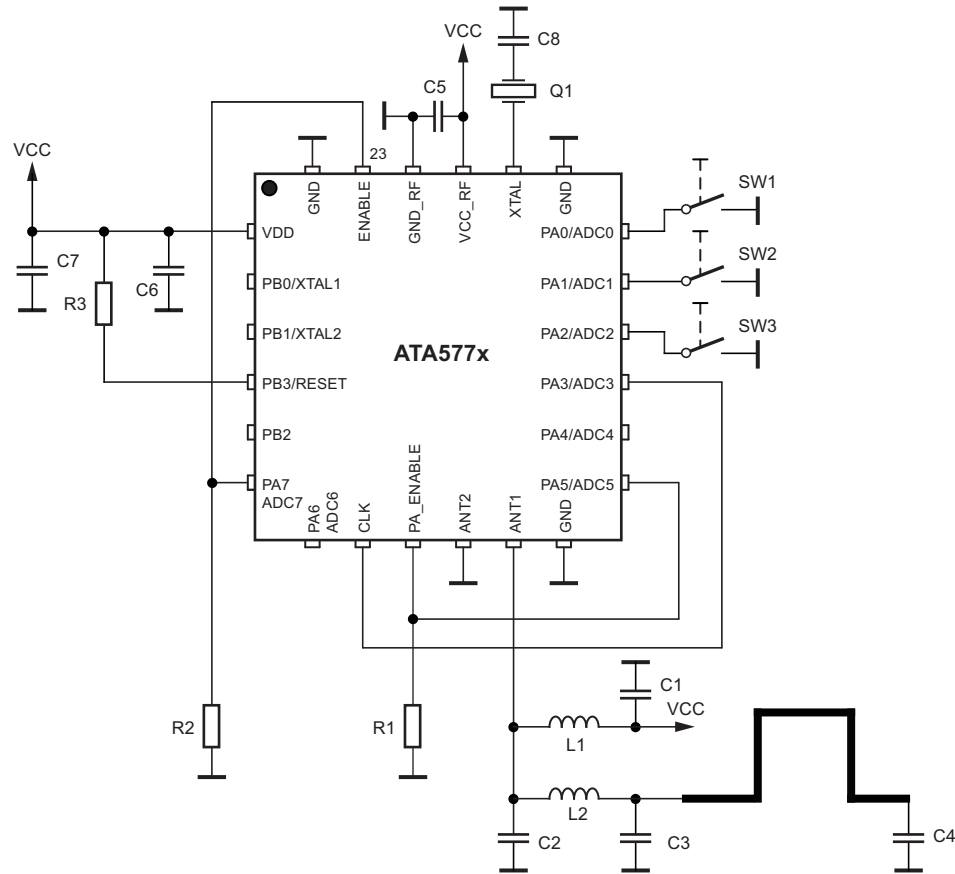 C8
VCC
C5
Q1
23
VCC
GND
ENABLE
GND_RF
VCC_RF
XTAL
GND
SW1
VDD
PA0/ADC0
C7
C6
R3
PB0/XTAL1
PA1/ADC1
SW2
PB1/XTAL2
PA2/ADC2
SW3
ATA577x
PB3/RESET
PA3/ADC3
PB2
PA4/ADC4
PA7
ADC7
PA5/ADC5
PA6
ADC6
CLK
PA_ENABLE
ANT2
ANT1
GND
C1
VCC
R2
R1
L1
L2
C2
C3
C4